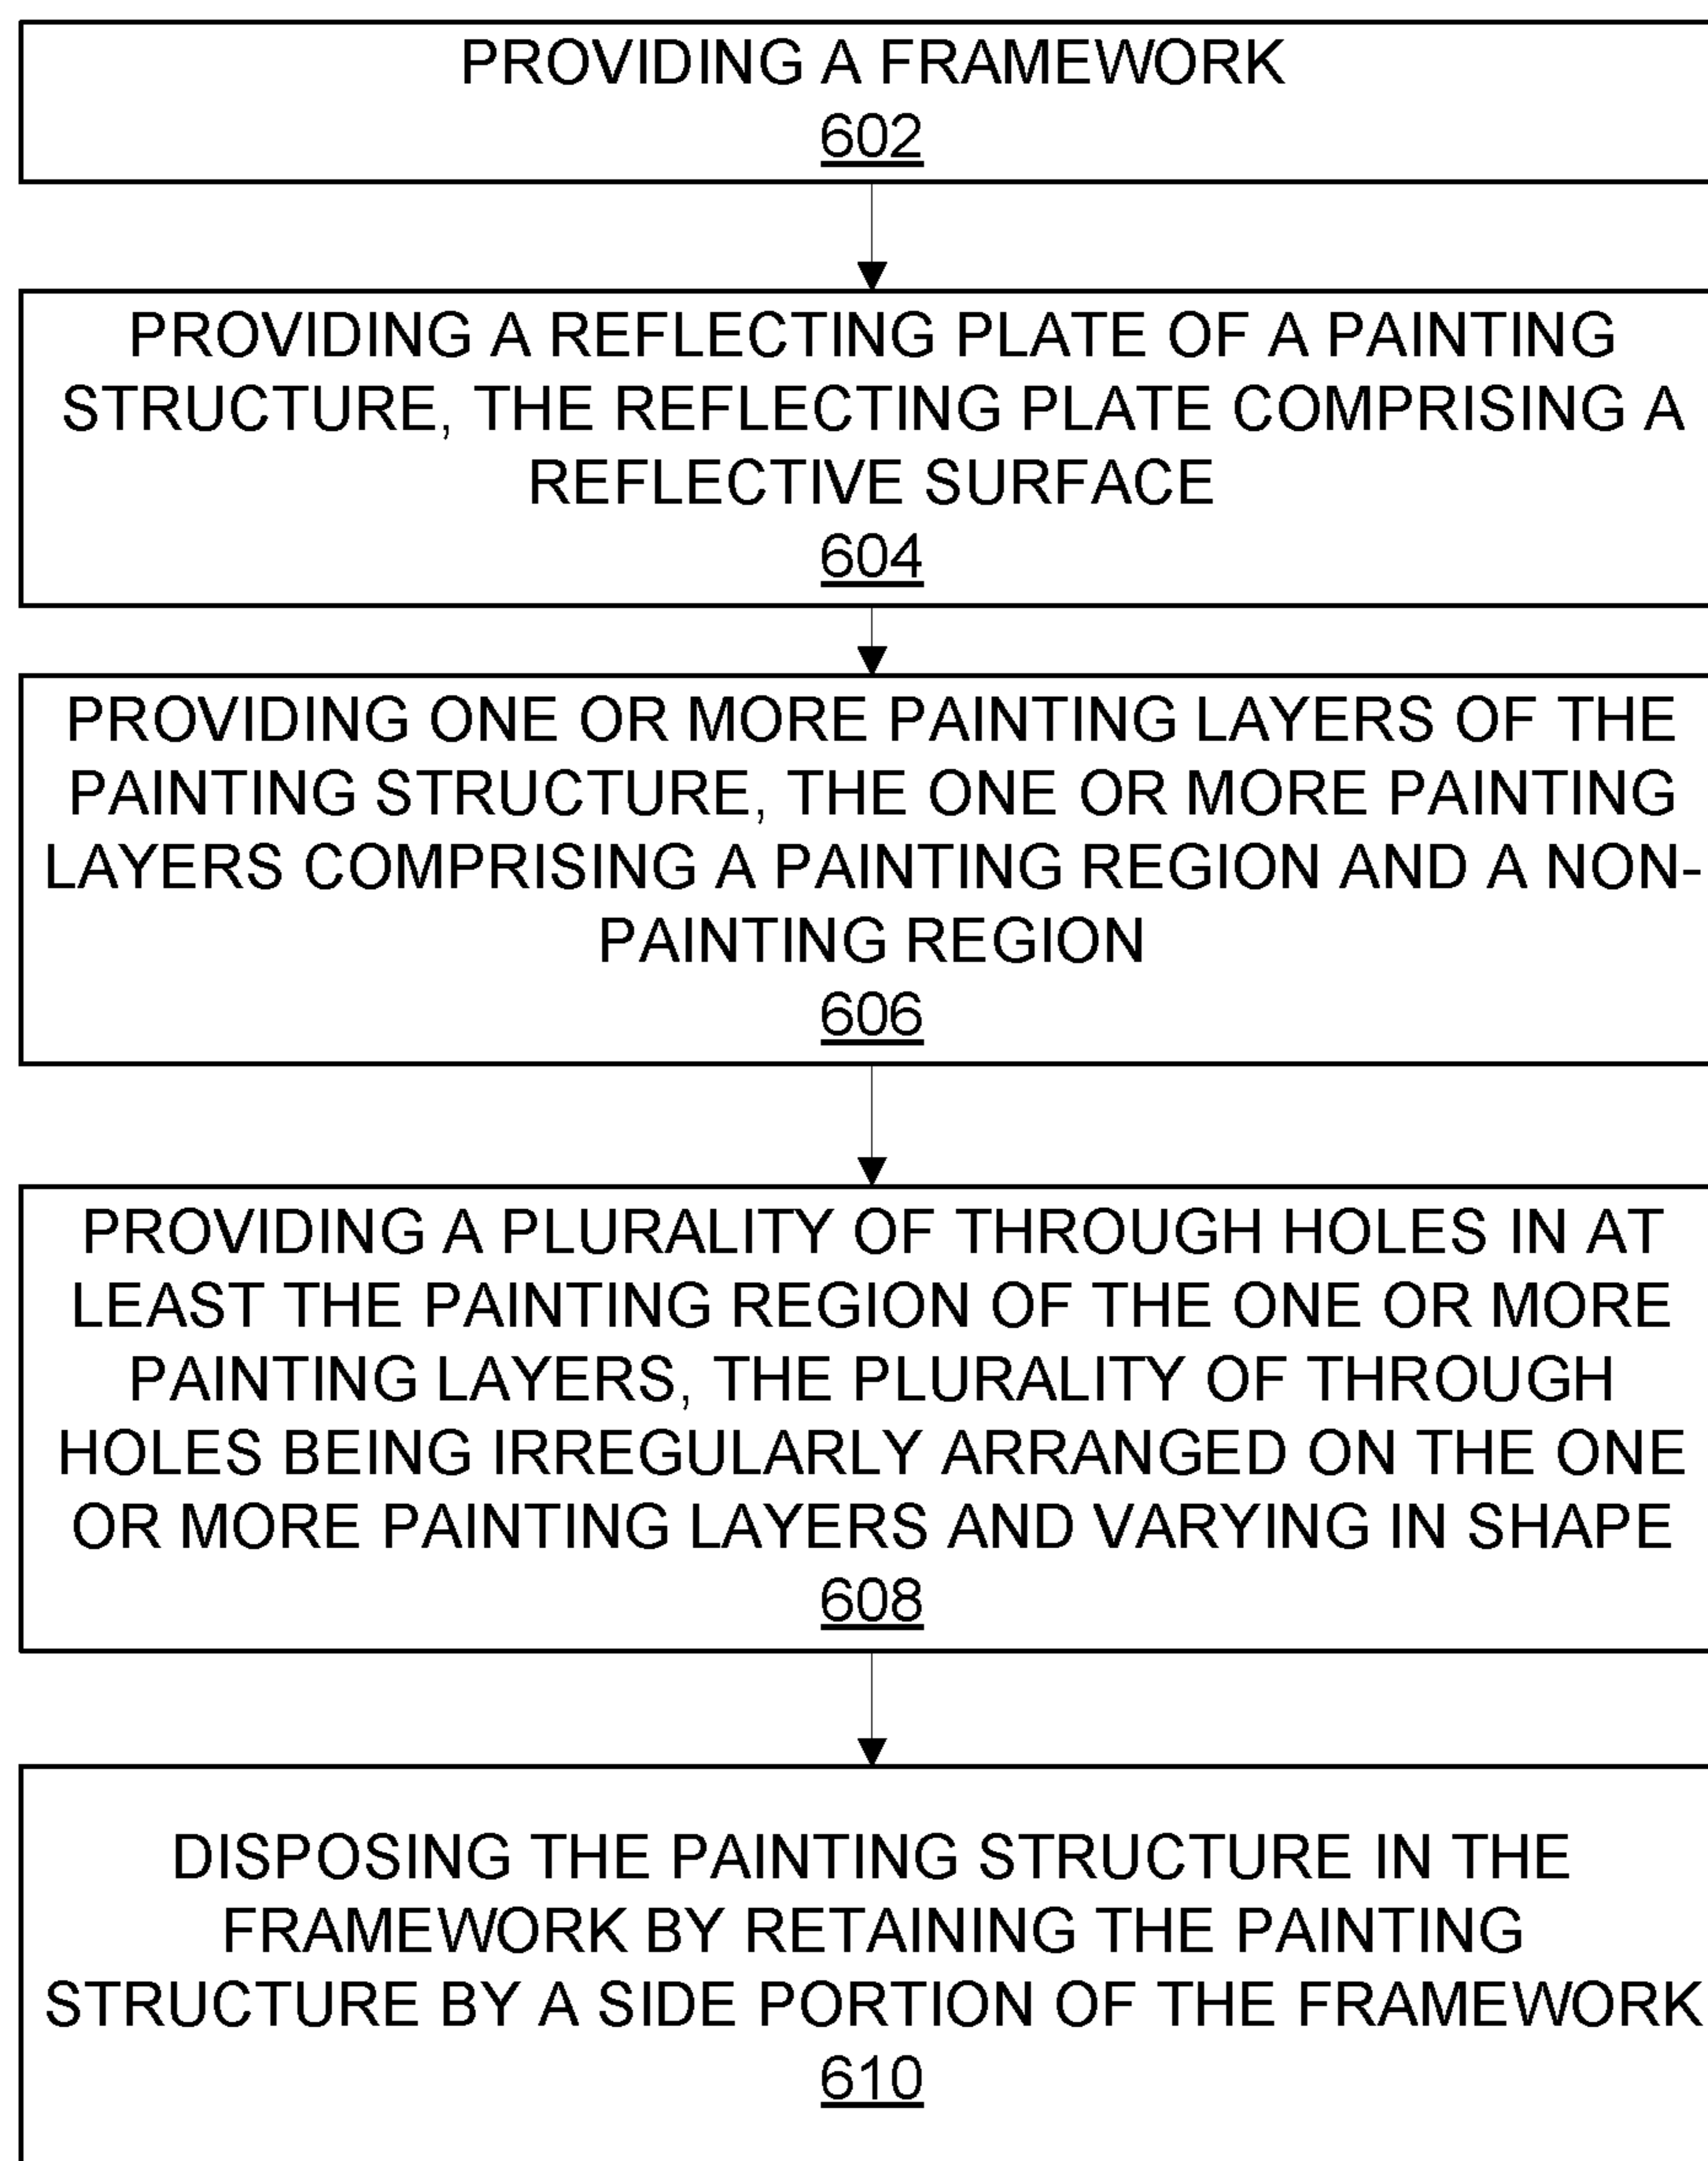 PROVIDING A FRAMEWORK
602
PROVIDING A REFLECTING PLATE OF A PAINTING
STRUCTURE, THE REFLECTING PLATE COMPRISING A
REFLECTIVE SURFACE
604
PROVIDING ONE OR MORE PAINTING LAYERS OF THE
PAINTING STRUCTURE, THE ONE OR MORE PAINTING
LAYERS COMPRISING A PAINTING REGION AND A NON-
PAINTING REGION
606
PROVIDING A PLURALITY OF THROUGH HOLES IN AT
LEAST THE PAINTING REGION OF THE ONE OR MORE
PAINTING LAYERS, THE PLURALITY OF THROUGH
HOLES BEING IRREGULARLY ARRANGED ON THE ONE
OR MORE PAINTING LAYERS AND VARYING IN SHAPE
608
DISPOSING THE PAINTING STRUCTURE IN THE
FRAMEWORK BY RETAINING THE PAINTING
STRUCTURE BY A SIDE PORTION OF THE FRAMEWORK
610